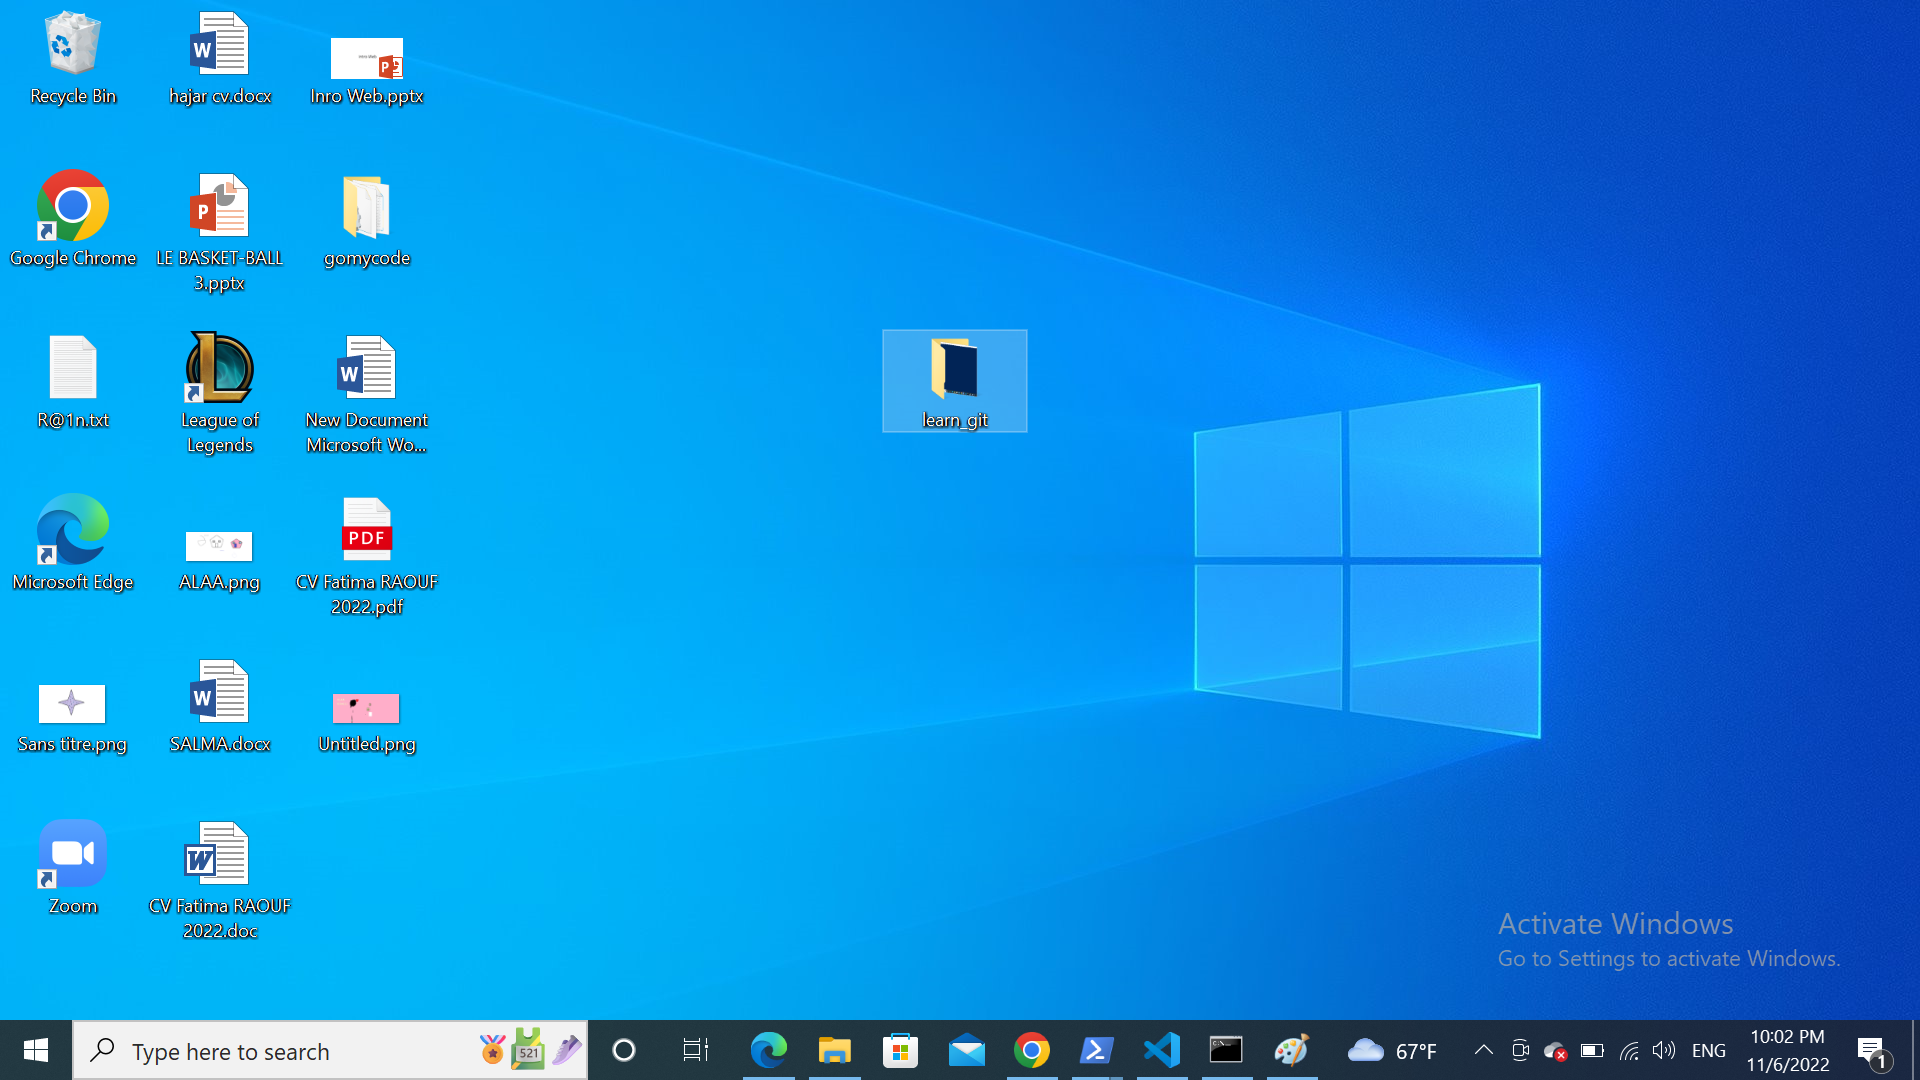 Recycle Bin
hajar cv.docx
Inro Web.pptx
Google Chrome
LE BASKET-BALL
3.pptx
gomycode
R@1n.txt
League of
Legends
New Document
Microsoft Wo...
learn_git
Microsoft Edge
ALAA.png
PDF
CV Fatima RAOUF
2022.pdf
Sans titre.png
SALMA.docx
Untitled.png
Zoom
CV Fatima RAOUF
2022.doc
Activate Windows
Go to Settings to activate Windows.
Type here to search
521
67°F
ENG
10:02 PM
11/6/2022
1